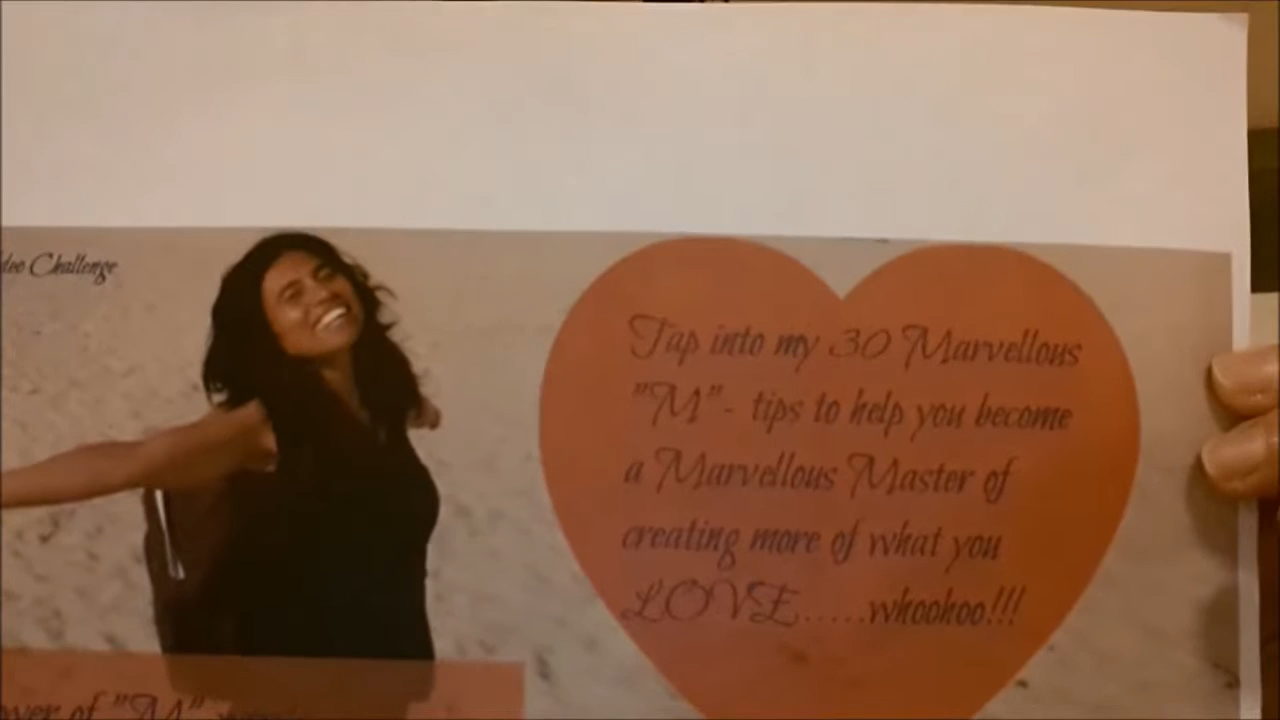 Challenge
Tap into my 30 Marvellous
"M"- tips to help you become
a Marvellous Master of
creating more of what you
LOVE.....whoohoo!!!
of "M"